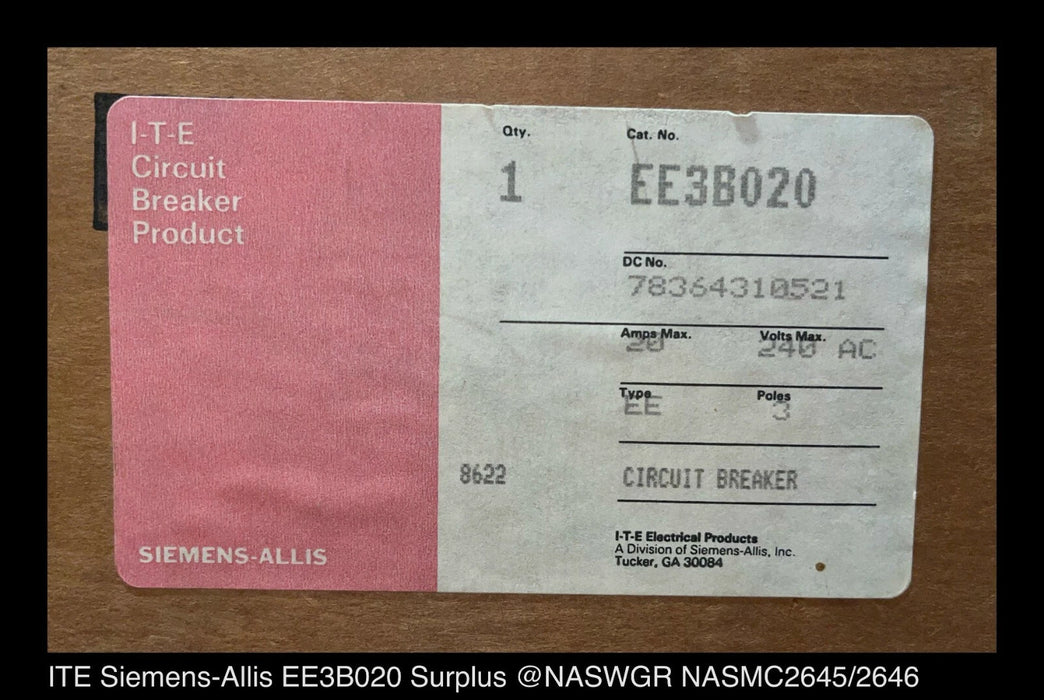 I-T-E
Circuit
Breaker
Product
Qty.
1
Cat. No.
EE3B020
DC No.
78364310521
Amps Max.
20
Volts Max.
240 AC
Type
EE
Poles
3
8622
CIRCUIT BREAKER
SIEMENS-ALLIS
I-T-E Electrical Products
A Division of Siemens-Allis, Inc.
Tucker, GA 30084
ITE Siemens-Allis EE3B020 Surplus @NASWGR NASMC2645/2646